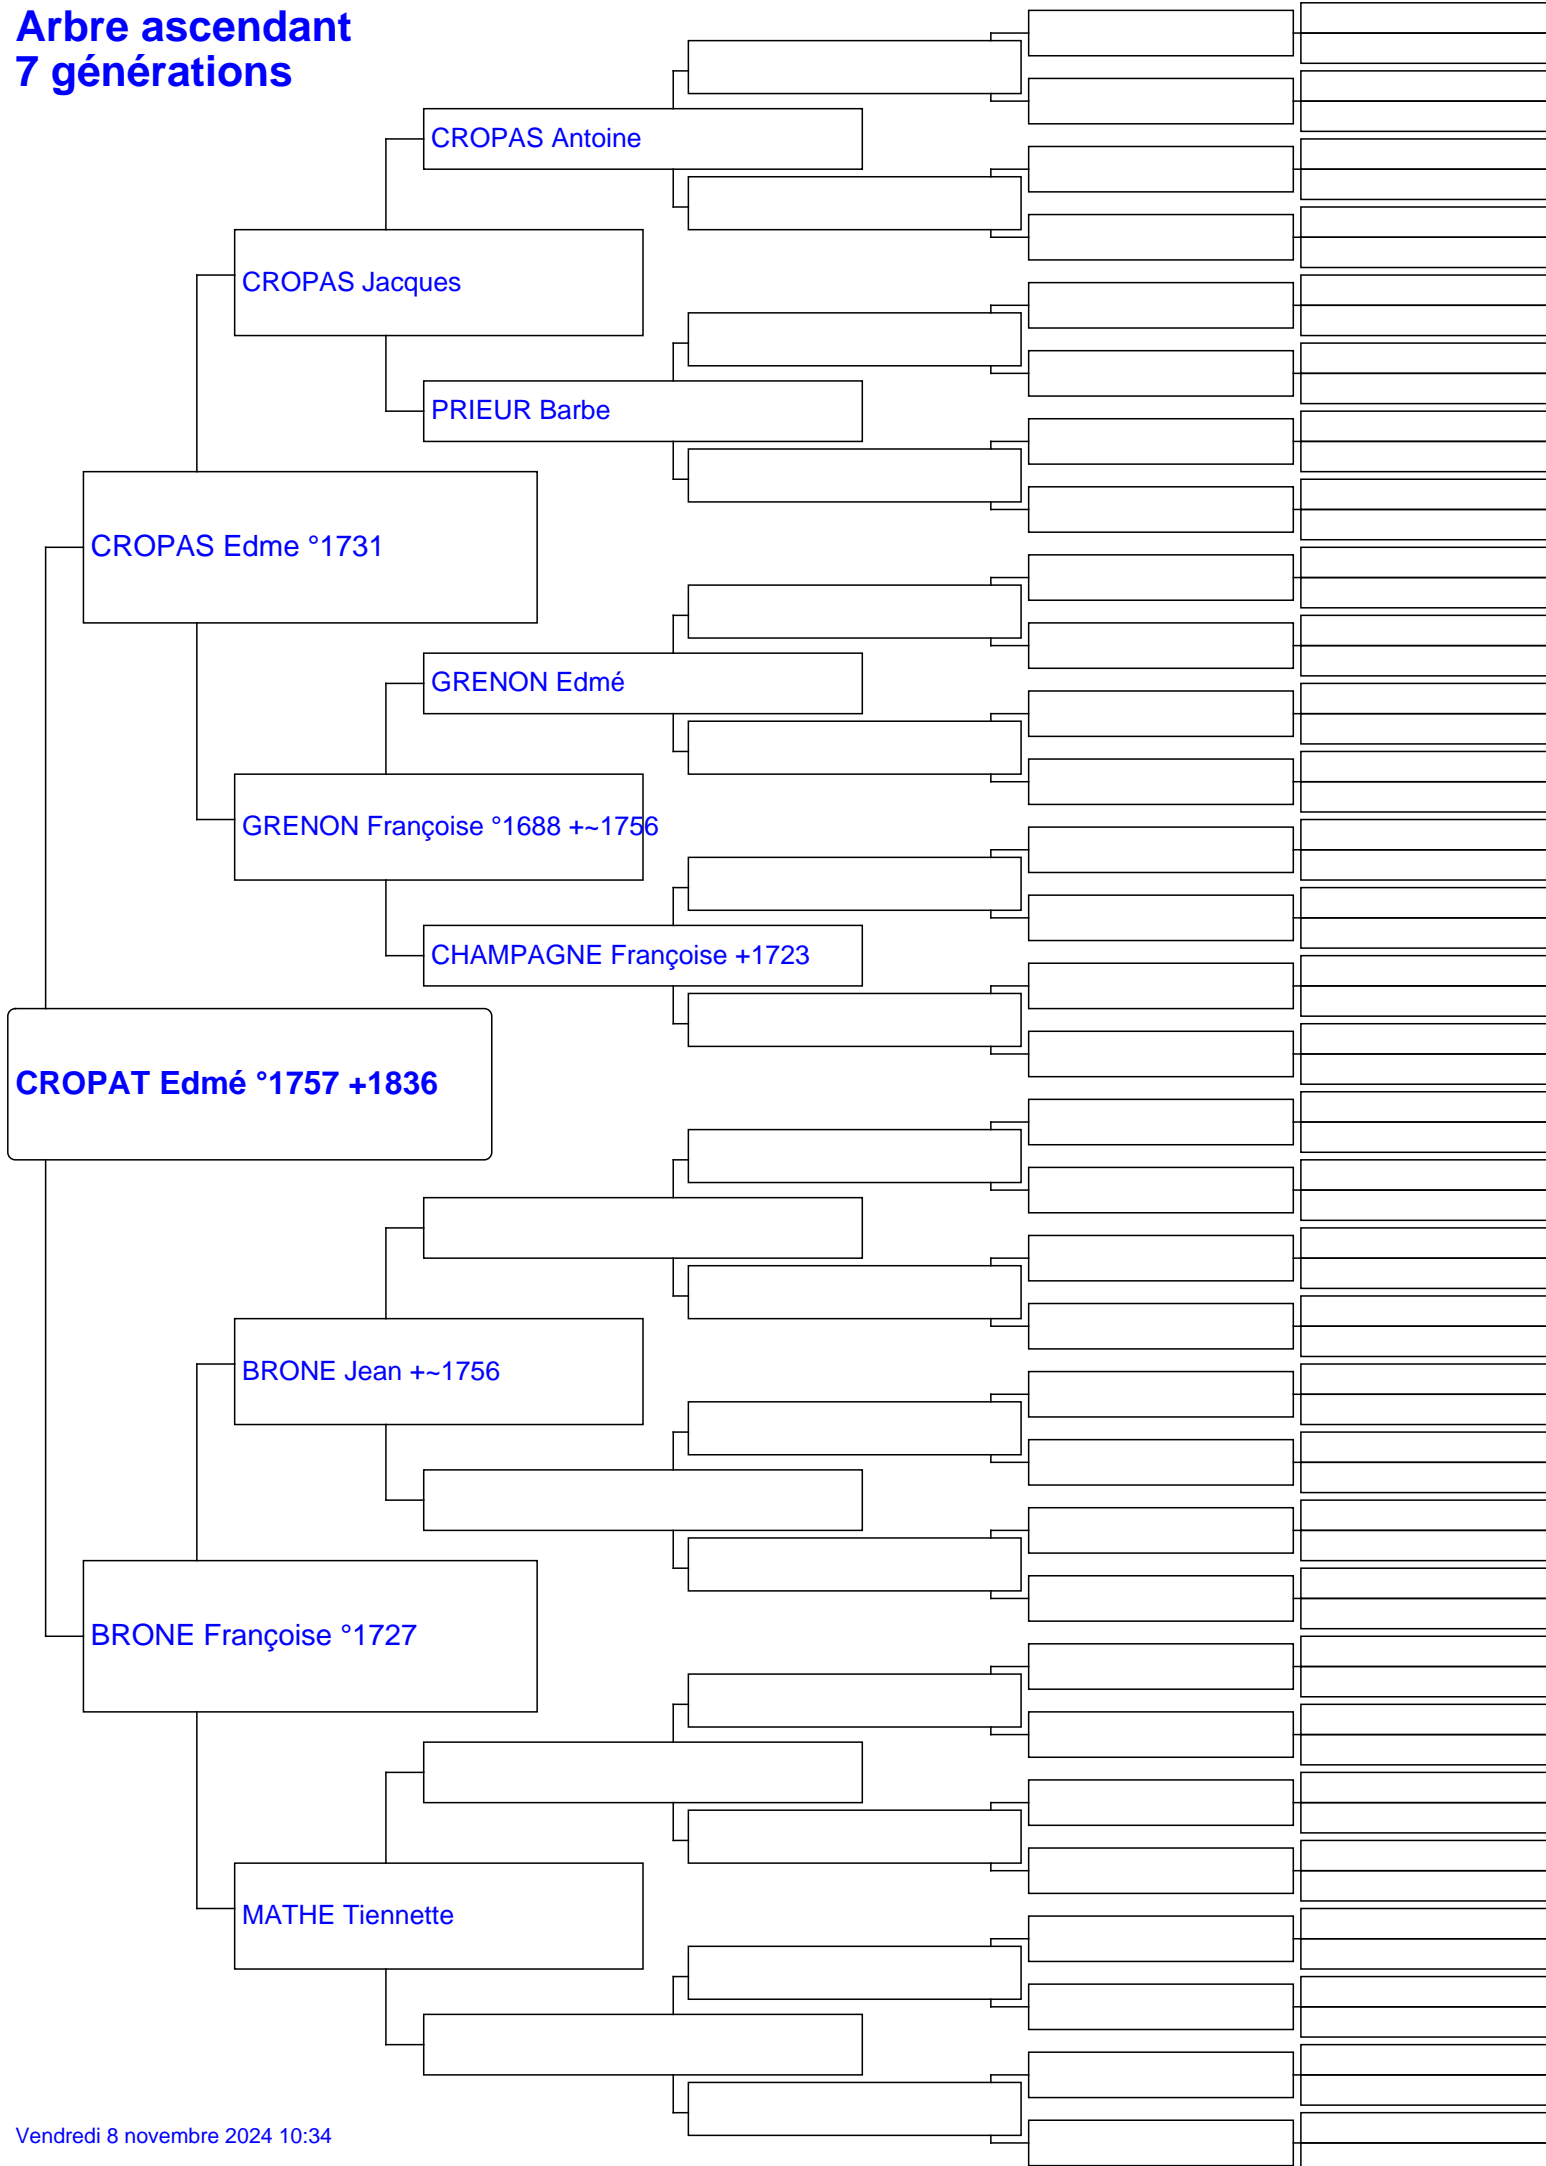 Arbre ascendant
7 générations
CROPAS Antoine
CROPAS Jacques
PRIEUR Barbe
CROPAS Edme °1731
GRENON Edmé
GRENON Françoise °1688 +~1756
CHAMPAGNE Françoise +1723
CROPAT Edmé °1757 +1836
BRONE Jean +~1756
BRONE Françoise °1727
MATHE Tiennette
Vendredi 8 novembre 2024 10:34